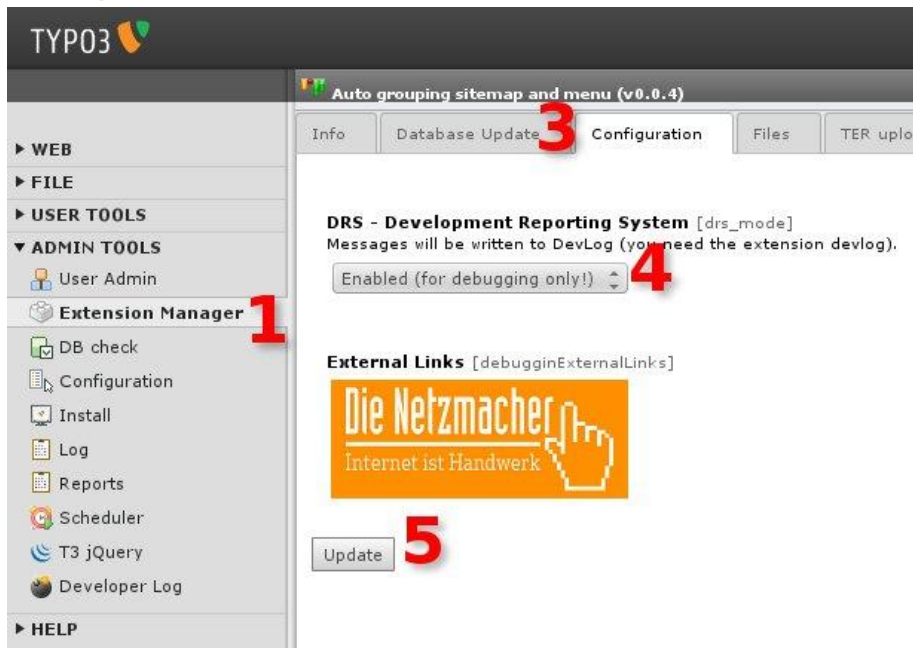 TYPO3
Auto grouping sitemap and menu (v0.0.4)
Info Database Update 3 Configuration Files TER uplo
WEB
FILE
USER TOOLS
ADMIN TOOLS
User Admin
Extension Manager 1
DB check
Configuration
Install
Log
Reports
Scheduler
T3 jQuery
Developer Log
HELP
DRS - Development Reporting System [drs_mode]
Messages will be written to DevLog (you need the extension devlog).
Enabled (for debugging only!) 4
External Links [debugginExternalLinks]
Die Netzmacher
Internet ist Handwerk
Update 5